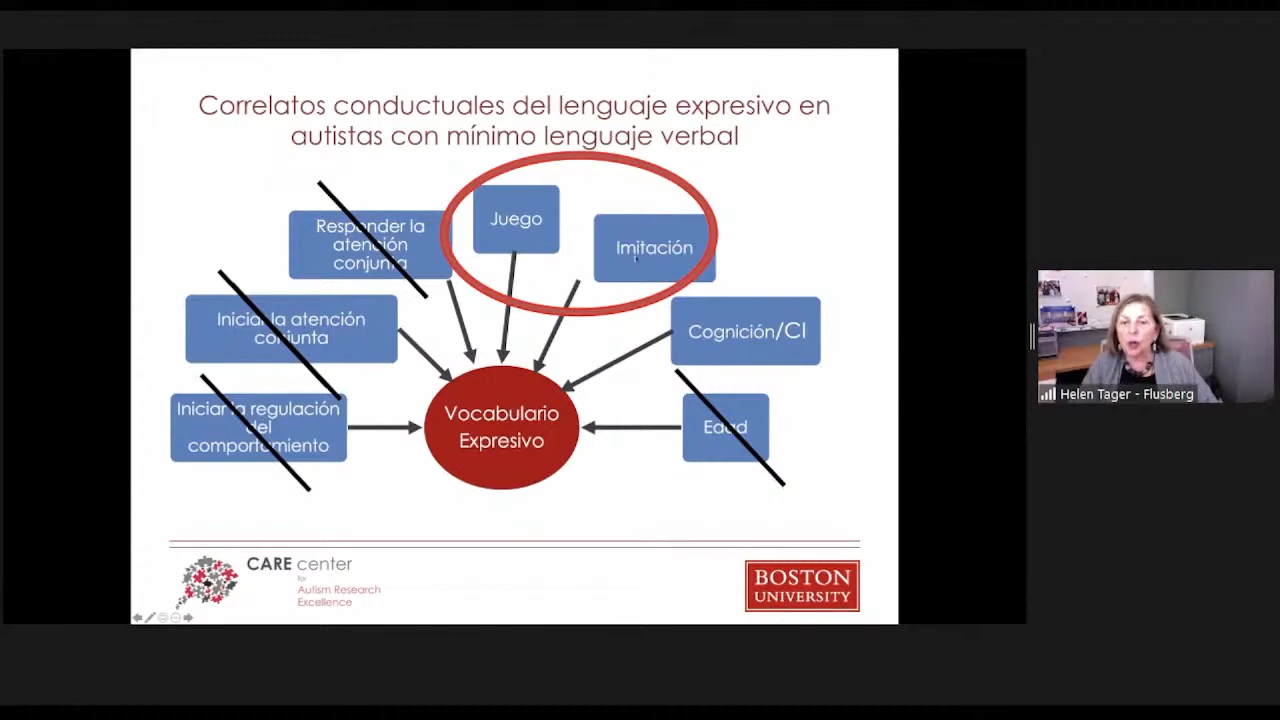 Correlatos conductuales del lenguaje expresivo en
autistas con mínimo lenguaje verbal
Responder la
atención
conjunta
Juego
Imitación
Iniciar la atención
conjunta
Cognición/CI
Iniciar la regulación
del
comportamiento
Vocabulario
Expresivo
Edad
CARE center
for
Autism Research
Excellence
BOSTON
UNIVERSITY
Helen Tager - Flusberg